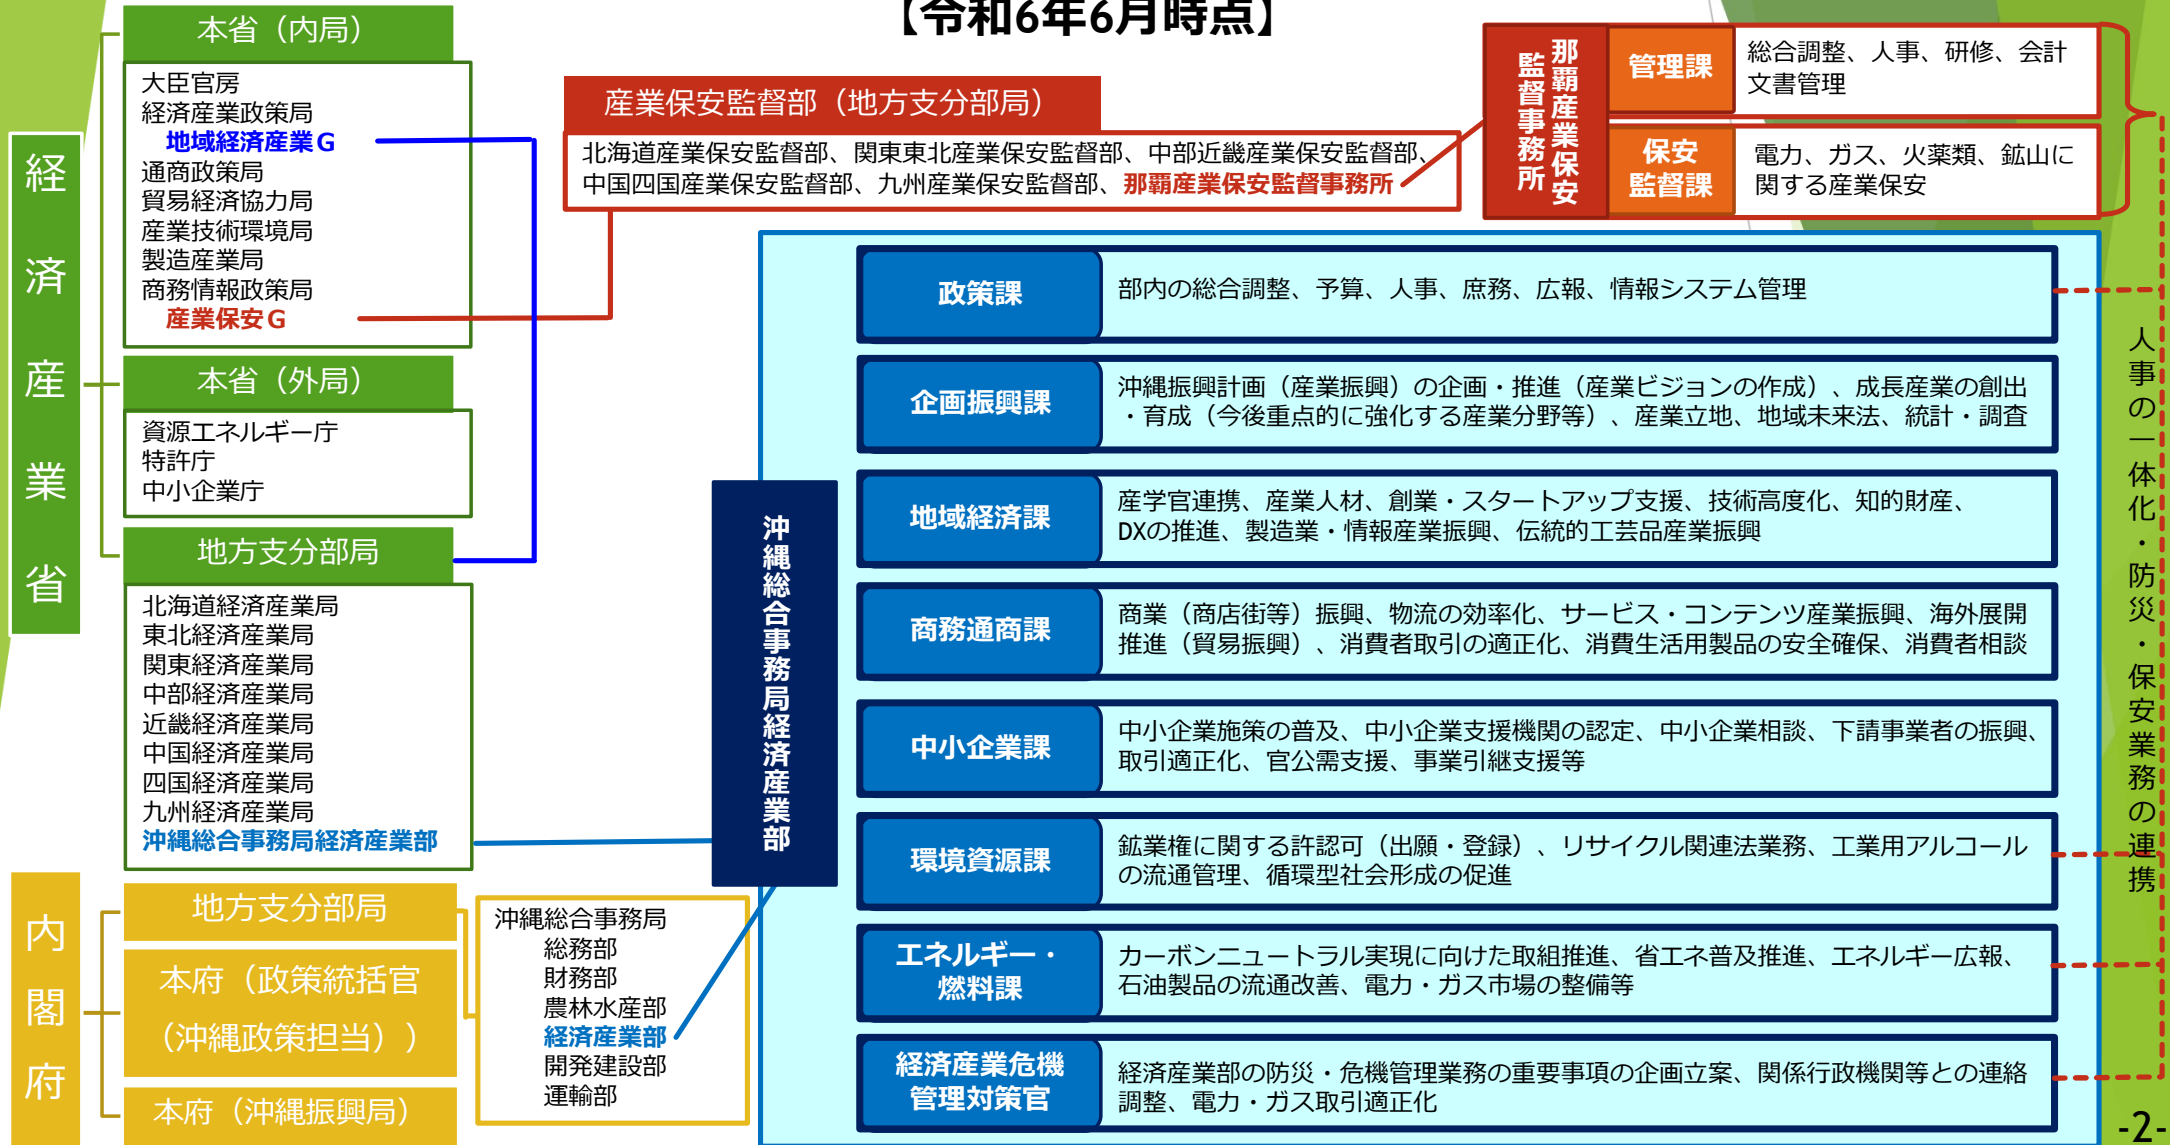 【令和6年6月時点】
経済産業省
本省（内局）
大臣官房
経済産業政策局
地域経済産業G
通商政策局
貿易経済協力局
産業技術環境局
製造産業局
商務情報政策局
産業保安G
本省（外局）
資源エネルギー庁
特許庁
中小企業庁
地方支分部局
北海道経済産業局
東北経済産業局
関東経済産業局
中部経済産業局
近畿経済産業局
中国経済産業局
四国経済産業局
九州経済産業局
沖縄総合事務局経済産業部
内閣府
地方支分部局
本府（政策統括官
（沖縄政策担当））
本府（沖縄振興局）
沖縄総合事務局
総務部
財務部
農林水産部
経済産業部
開発建設部
運輸部
産業保安監督部（地方支分部局）
北海道産業保安監督部、関東東北産業保安監督部、中部近畿産業保安監督部、
中国四国産業保安監督部、九州産業保安監督部、那覇産業保安監督事務所
那覇産業保安
監督事務所
管理課
総合調整、人事、研修、会計
文書管理
保安
監督課
電力、ガス、火薬類、鉱山に
関する産業保安
沖縄総合事務局経済産業部
政策課
部内の総合調整、予算、人事、庶務、広報、情報システム管理
企画振興課
沖縄振興計画（産業振興）の企画・推進（産業ビジョンの作成）、成長産業の創出
・育成（今後重点的に強化する産業分野等）、産業立地、地域未来法、統計・調査
地域経済課
産学官連携、産業人材、創業・スタートアップ支援、技術高度化、知的財産、
DXの推進、製造業・情報産業振興、伝統的工芸品産業振興
商務通商課
商業（商店街等）振興、物流の効率化、サービス・コンテンツ産業振興、海外展開
推進（貿易振興）、消費者取引の適正化、消費生活用製品の安全確保、消費者相談
中小企業課
中小企業施策の普及、中小企業支援機関の認定、中小企業相談、下請事業者の振興、
取引適正化、官公需支援、事業引継支援等
環境資源課
鉱業権に関する許認可（出願・登録）、リサイクル関連法業務、工業用アルコール
の流通管理、循環型社会形成の促進
エネルギー・
燃料課
カーボンニュートラル実現に向けた取組推進、省エネ普及推進、エネルギー広報、
石油製品の流通改善、電力・ガス市場の整備等
経済産業危機
管理対策官
経済産業部の防災・危機管理業務の重要事項の企画立案、関係行政機関等との連絡
調整、電力・ガス取引適正化
人事の一体化・防災・保安業務の連携
-2-